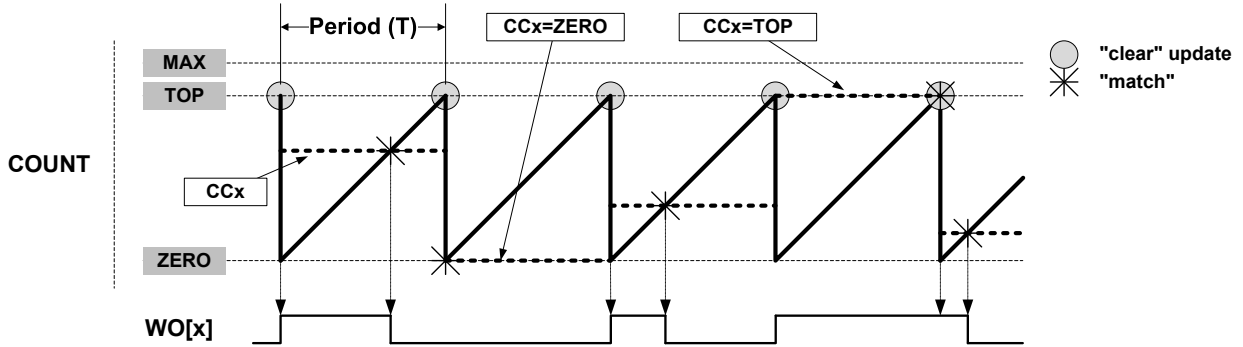 Period (T)
CCx=ZERO
CCx=TOP
"clear" update
"match"
MAX
TOP
COUNT
CCx
ZERO
WO[x]